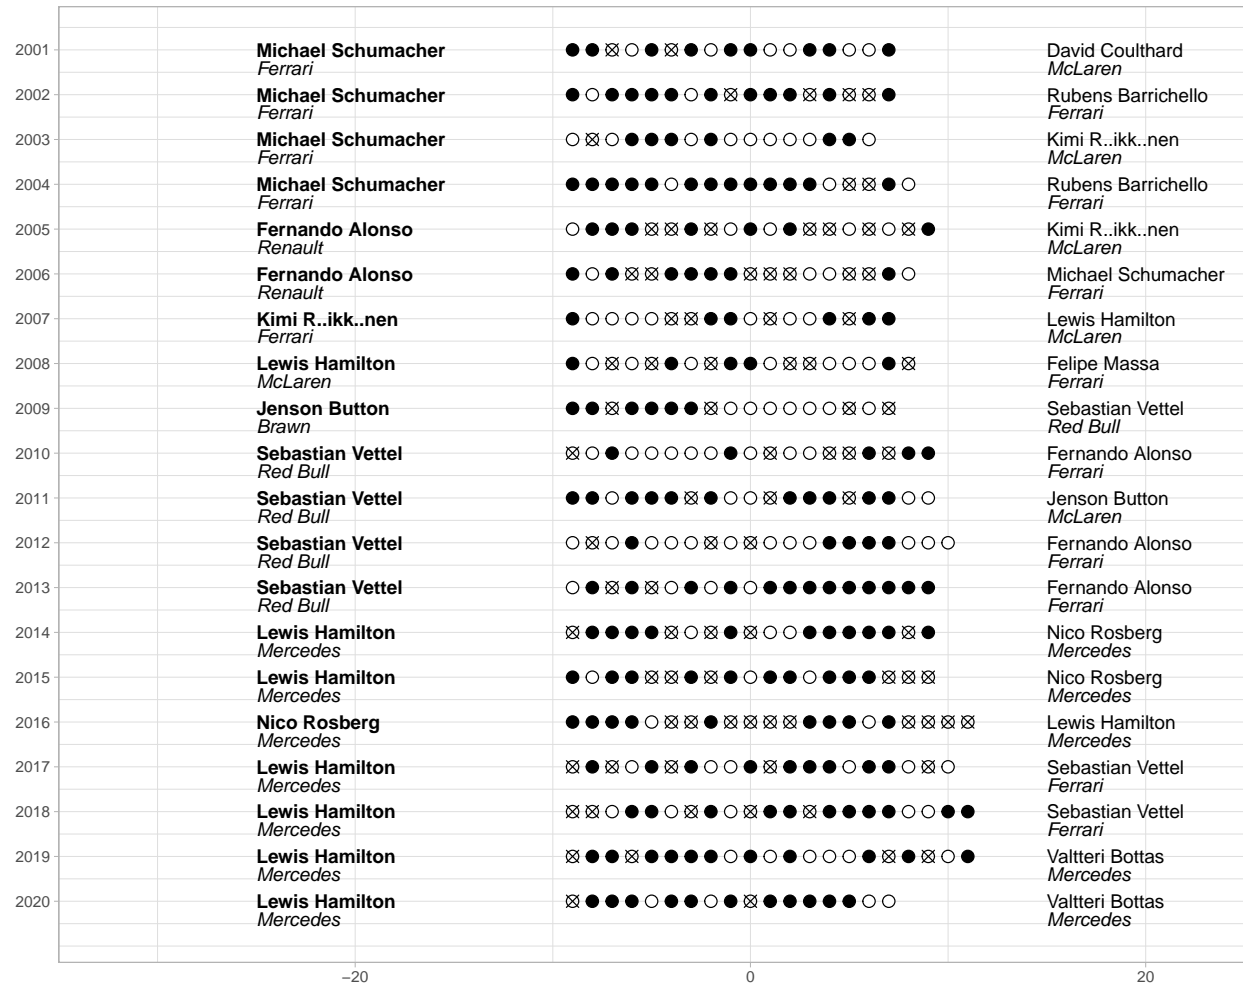 2001 Michael Schumacher David Coulthard
Ferrari McLaren
2002 Michael Schumacher Rubens Barrichello
Ferrari Ferrari
2003 Michael Schumacher Kimi R..ikk..nen
Ferrari McLaren
2004 Michael Schumacher Rubens Barrichello
Ferrari Ferrari
2005 Fernando Alonso Kimi R..ikk..nen
Renault McLaren
2006 Fernando Alonso Michael Schumacher
Renault Ferrari
2007 Kimi R..ikk..nen Lewis Hamilton
Ferrari McLaren
2008 Lewis Hamilton Felipe Massa
McLaren Ferrari
2009 Jenson Button Sebastian Vettel
Brawn Red Bull
2010 Sebastian Vettel Fernando Alonso
Red Bull Ferrari
2011 Sebastian Vettel Jenson Button
Red Bull McLaren
2012 Sebastian Vettel Fernando Alonso
Red Bull Ferrari
2013 Sebastian Vettel Fernando Alonso
Red Bull Ferrari
2014 Lewis Hamilton Nico Rosberg
Mercedes Mercedes
2015 Lewis Hamilton Nico Rosberg
Mercedes Mercedes
2016 Nico Rosberg Lewis Hamilton
Mercedes Mercedes
2017 Lewis Hamilton Sebastian Vettel
Mercedes Ferrari
2018 Lewis Hamilton Sebastian Vettel
Mercedes Ferrari
2019 Lewis Hamilton Valtteri Bottas
Mercedes Mercedes
2020 Lewis Hamilton Valtteri Bottas
Mercedes Mercedes
−20 0 20